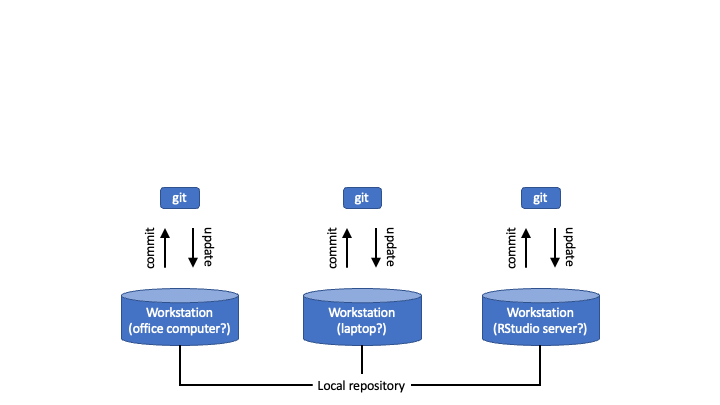 git
git
git
commit
update
commit
update
commit
update
Workstation
(office computer?)
Workstation
(laptop?)
Workstation
(RStudio server?)
Local repository